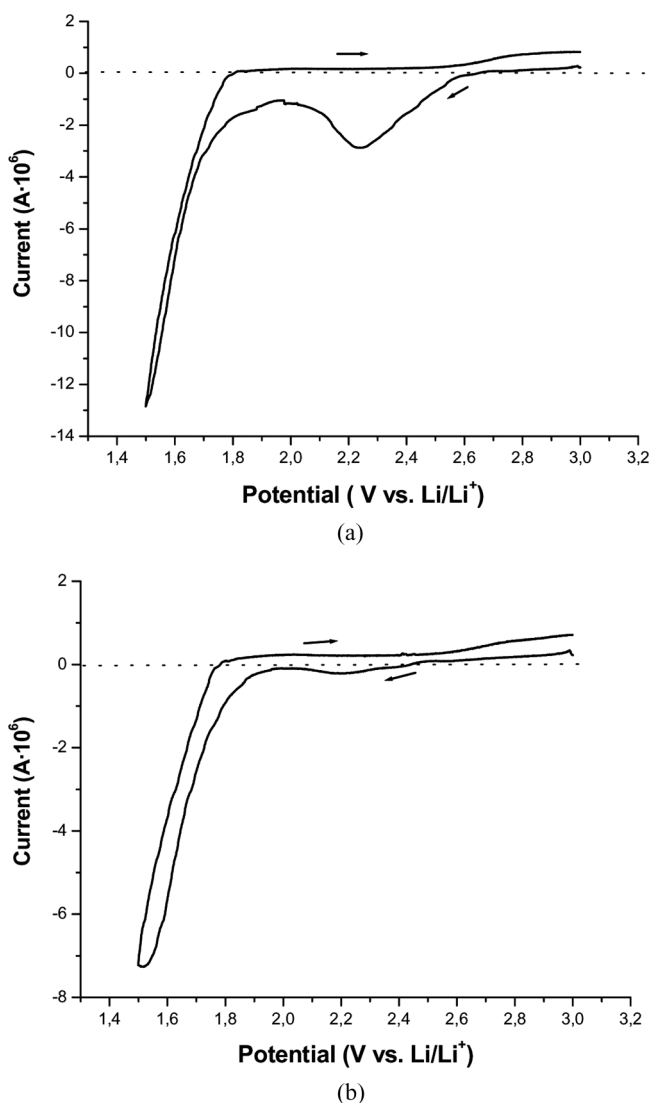 2
0
-2
-4
-6
-8
-10
-12
-14
Current (A·10⁶)
1,4 1,6 1,8 2,0 2,2 2,4 2,6 2,8 3,0 3,2
Potential ( V vs. Li/Li⁺)
(a)
2
0
-2
-4
-6
-8
Current (A·10⁶)
1,4 1,6 1,8 2,0 2,2 2,4 2,6 2,8 3,0 3,2
Potential (V vs. Li/Li⁺)
(b)